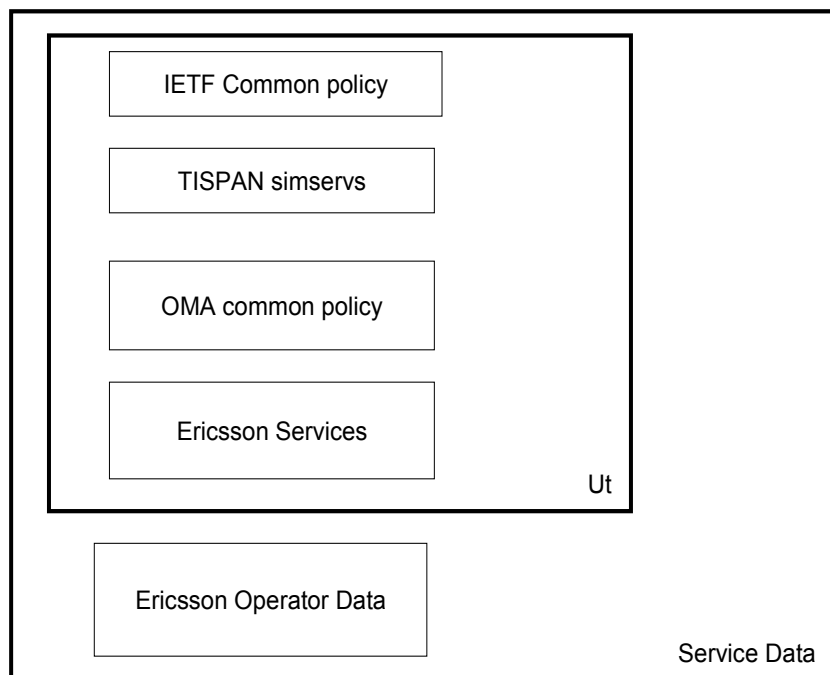 IETF Common policy
TISPAN simservs
OMA common policy
Ericsson Services
Ut
Ericsson Operator Data
Service Data